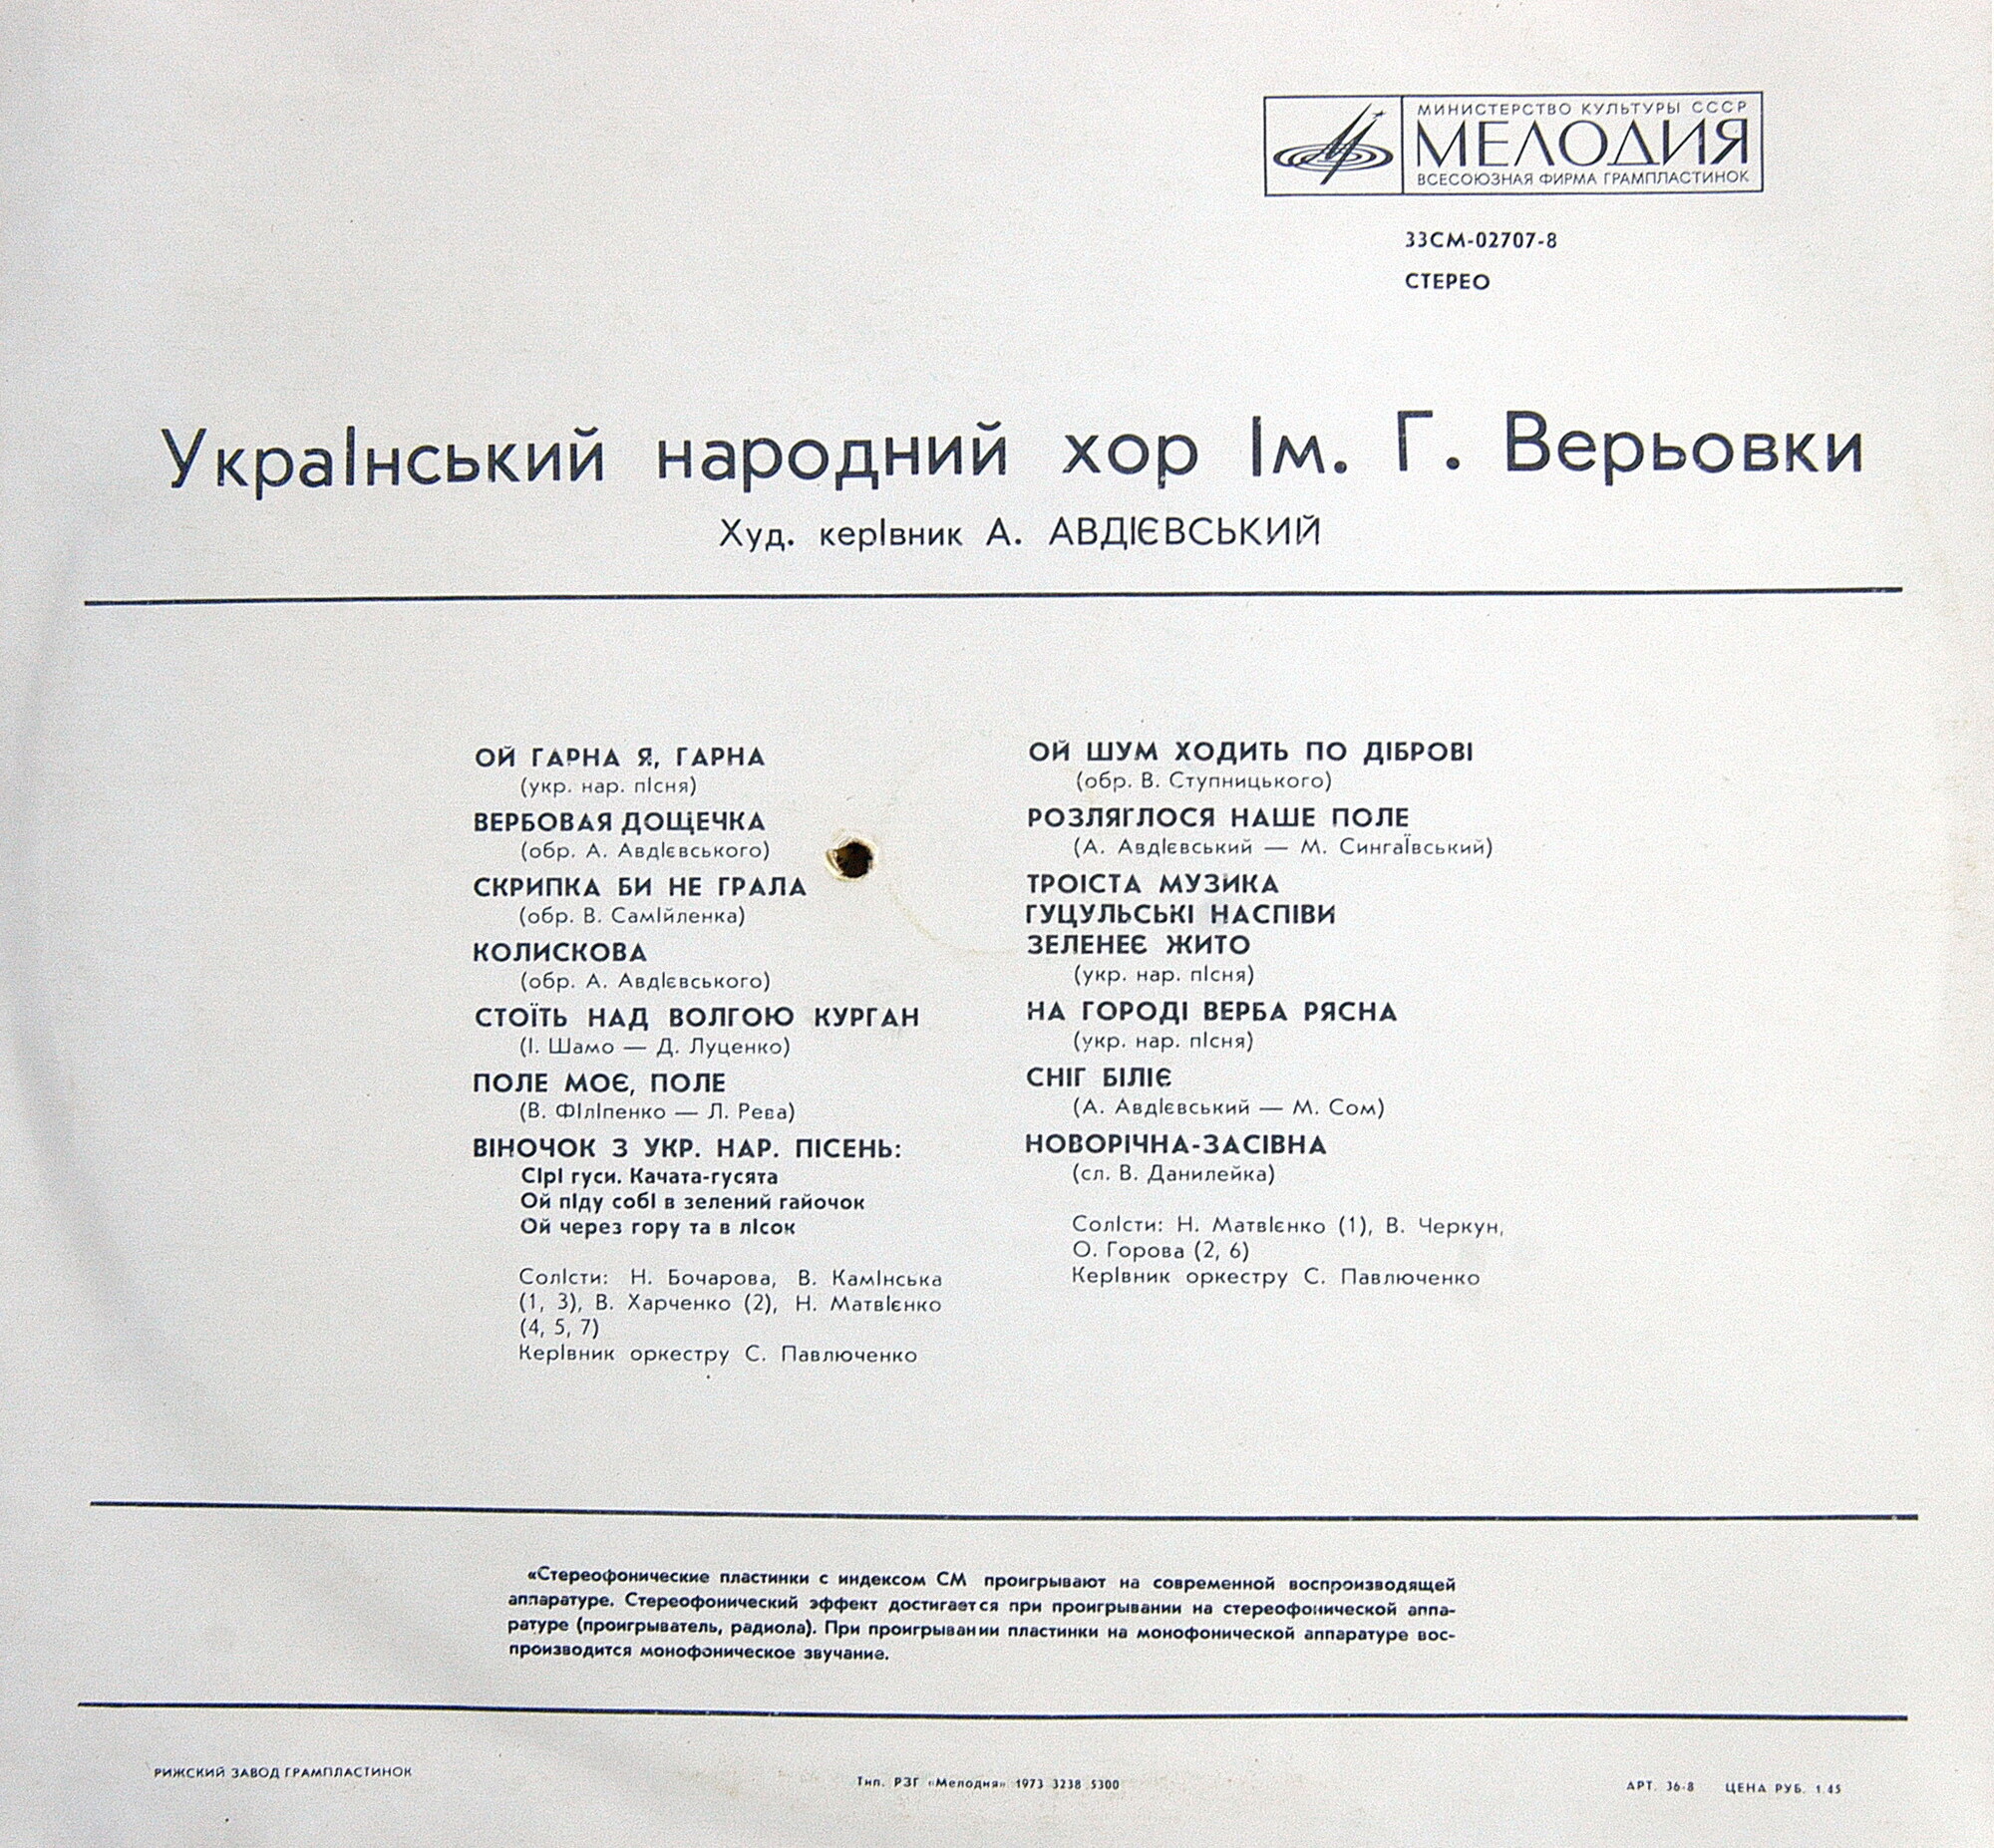 МИНИСТЕРСТВО КУЛЬТУРЫ СССР
МЕЛОДИЯ
ВСЕСОЮЗНАЯ ФИРМА ГРАМПЛАСТИНОК
33СМ-02707-8
СТЕРЕО
Український народний хор Ім. Г. Верьовки
Худ. керівник А. АВДІЄВСЬКИЙ
ОЙ ГАРНА Я, ГАРНА
(укр. нар. пісня)
ВЕРБОВАЯ ДОЩЕЧКА
(обр. А. Авдієвського)
СКРИПКА БИ НЕ ГРАЛА
(обр. В. Самійленка)
КОЛИСКОВА
(обр. А. Авдієвського)
СТОЇТЬ НАД ВОЛГОЮ КУРГАН
(І. Шамо — Д. Луценко)
ПОЛЕ МОЄ, ПОЛЕ
(В. Філіпенко — Л. Рева)
ВІНОЧОК З УКР. НАР. ПІСЕНЬ:
Сірі гуси. Качата-гусята
Ой піду собі в зелений гайочок
Ой через гору та в лісок
Солісти: Н. Бочарова, В. Камінська
(1, 3), В. Харченко (2), Н. Матвієнко
(4, 5, 7)
Керівник оркестру С. Павлюченко
ОЙ ШУМ ХОДИТЬ ПО ДІБРОВІ
(обр. В. Ступницького)
РОЗЛЯГЛОСЯ НАШЕ ПОЛЕ
(А. Авдієвський — М. Сингаївський)
ТРОІСТА МУЗИКА
ГУЦУЛЬСЬКІ НАСПІВИ
ЗЕЛЕНЕЄ ЖИТО
(укр. нар. пісня)
НА ГОРОДІ ВЕРБА РЯСНА
(укр. нар. пісня)
СНІГ БІЛІЄ
(А. Авдієвський — М. Сом)
НОВОРІЧНА-ЗАСІВНА
(сл. В. Данилейка)
Солісти: Н. Матвієнко (1), В. Черкун,
О. Горова (2, 6)
Керівник оркестру С. Павлюченко
«Стереофонические пластинки с индексом СМ проигрывают на современной воспроизводящей
аппаратуре. Стереофонический эффект достигается при проигрывании на стереофонической аппа-
ратуре (проигрыватель, радиола). При проигрывании пластинки на монофонической аппаратуре вос-
производится монофоническое звучание.
РИЖСКИЙ ЗАВОД ГРАМПЛАСТИНОК
Тип. РЗГ «Мелодия» 1973 3238 5300
АРТ. 36-8 ЦЕНА РУБ. 1.45